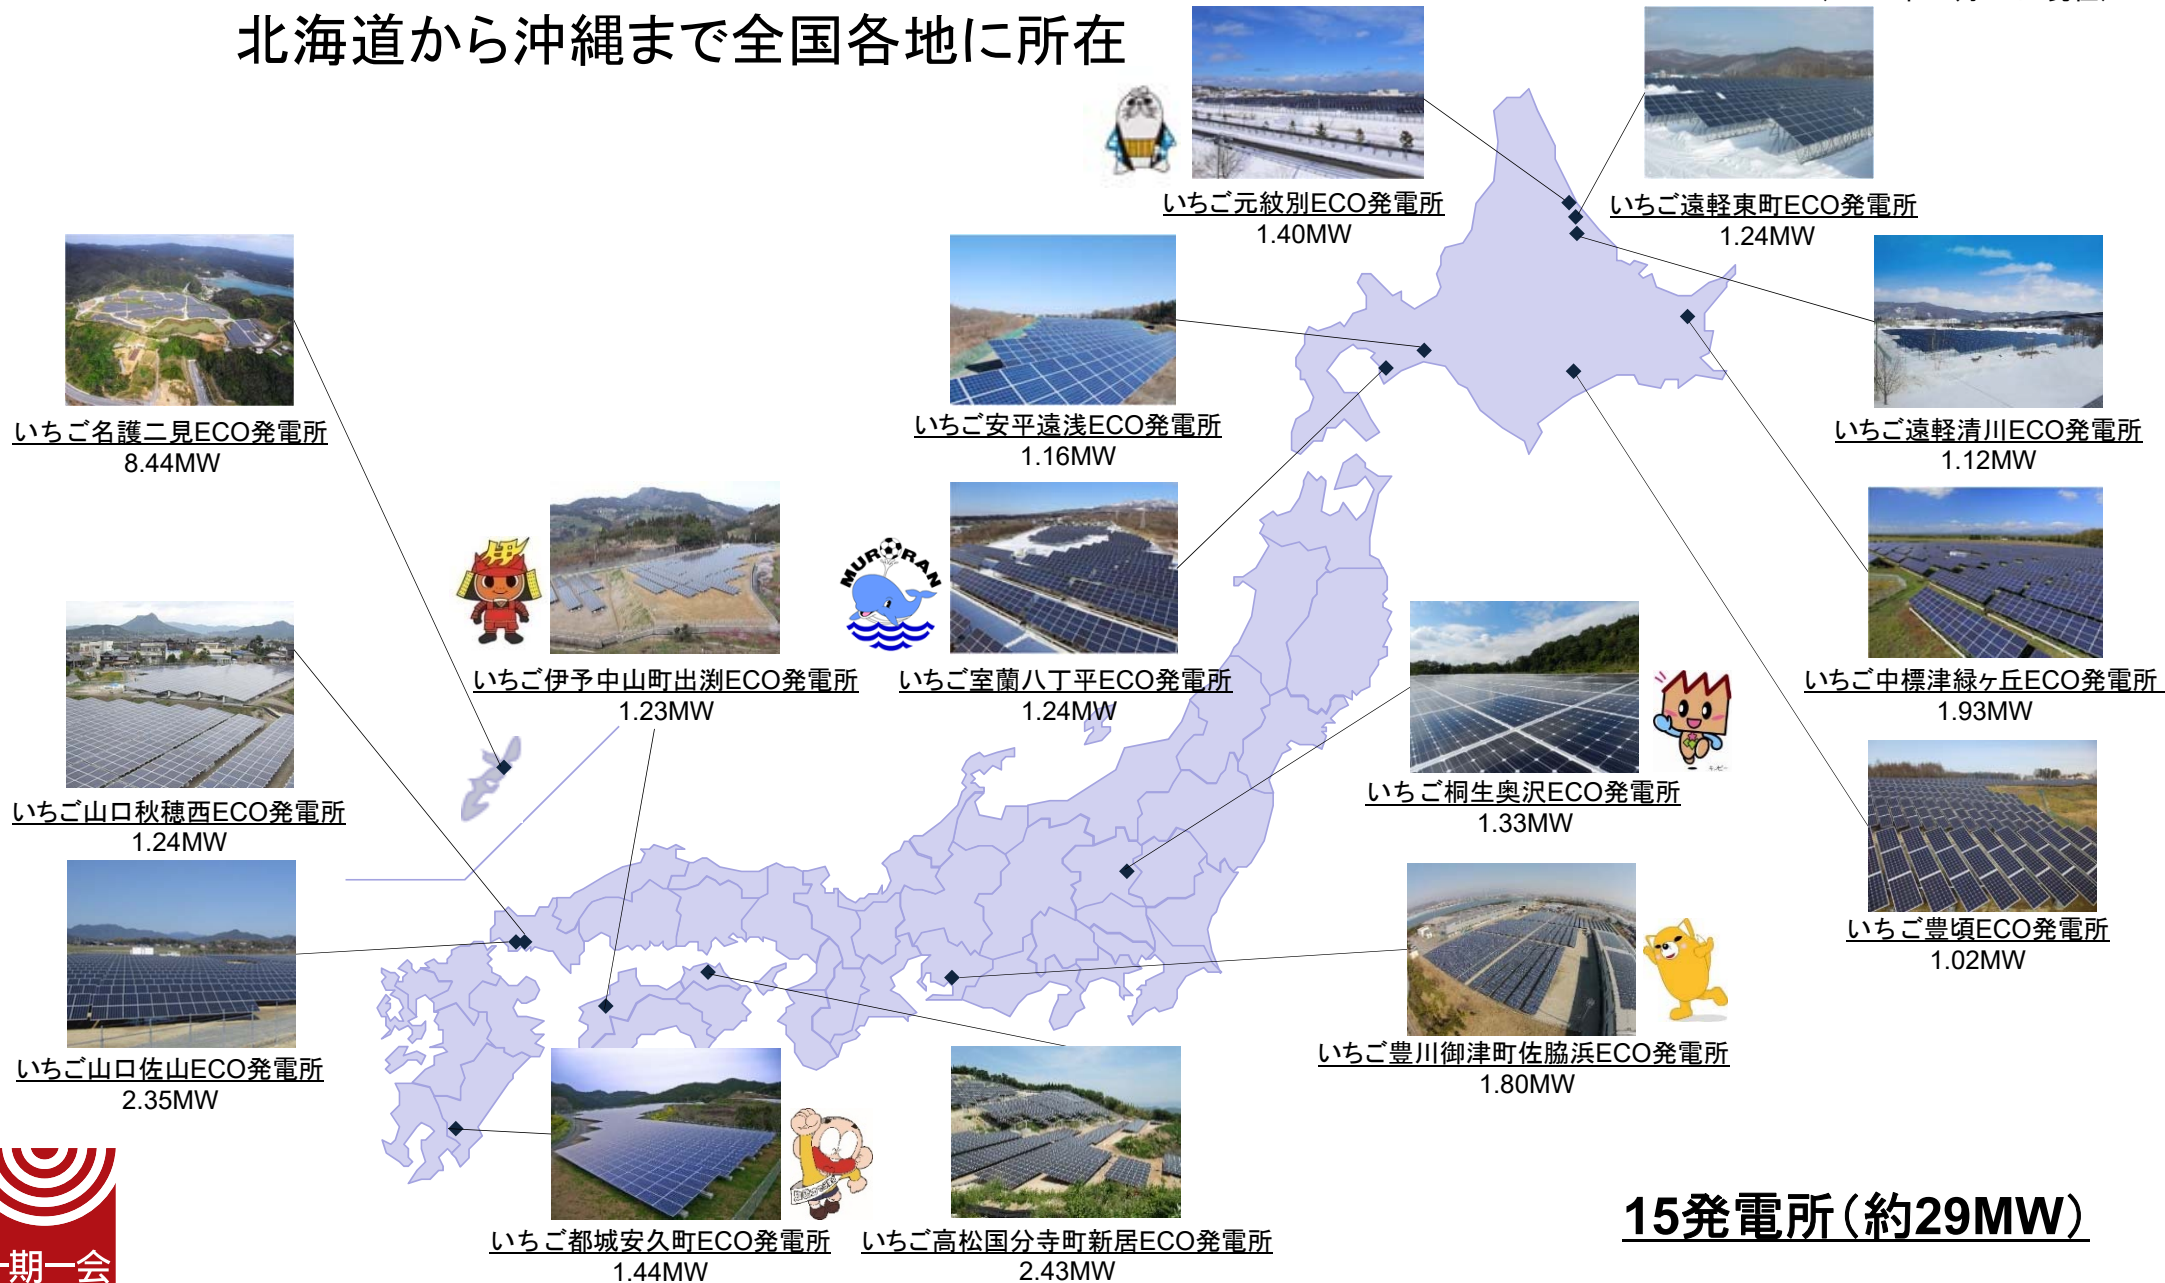 北海道から沖縄まで全国各地に所在
いちご元紋別ECO発電所
1.40MW
いちご遠軽東町ECO発電所
1.24MW
いちご名護二見ECO発電所
8.44MW
いちご安平遠浅ECO発電所
1.16MW
いちご遠軽清川ECO発電所
1.12MW
MURORAN
いちご伊予中山町出渕ECO発電所
1.23MW
いちご室蘭八丁平ECO発電所
1.24MW
いちご中標津緑ヶ丘ECO発電所
1.93MW
いちご山口秋穂西ECO発電所
1.24MW
いちご桐生奥沢ECO発電所
1.33MW
いちご豊頃ECO発電所
1.02MW
いちご山口佐山ECO発電所
2.35MW
いちご豊川御津町佐脇浜ECO発電所
1.80MW
いちご都城安久町ECO発電所
1.44MW
いちご高松国分寺町新居ECO発電所
2.43MW
15発電所（約29MW）
一期一会